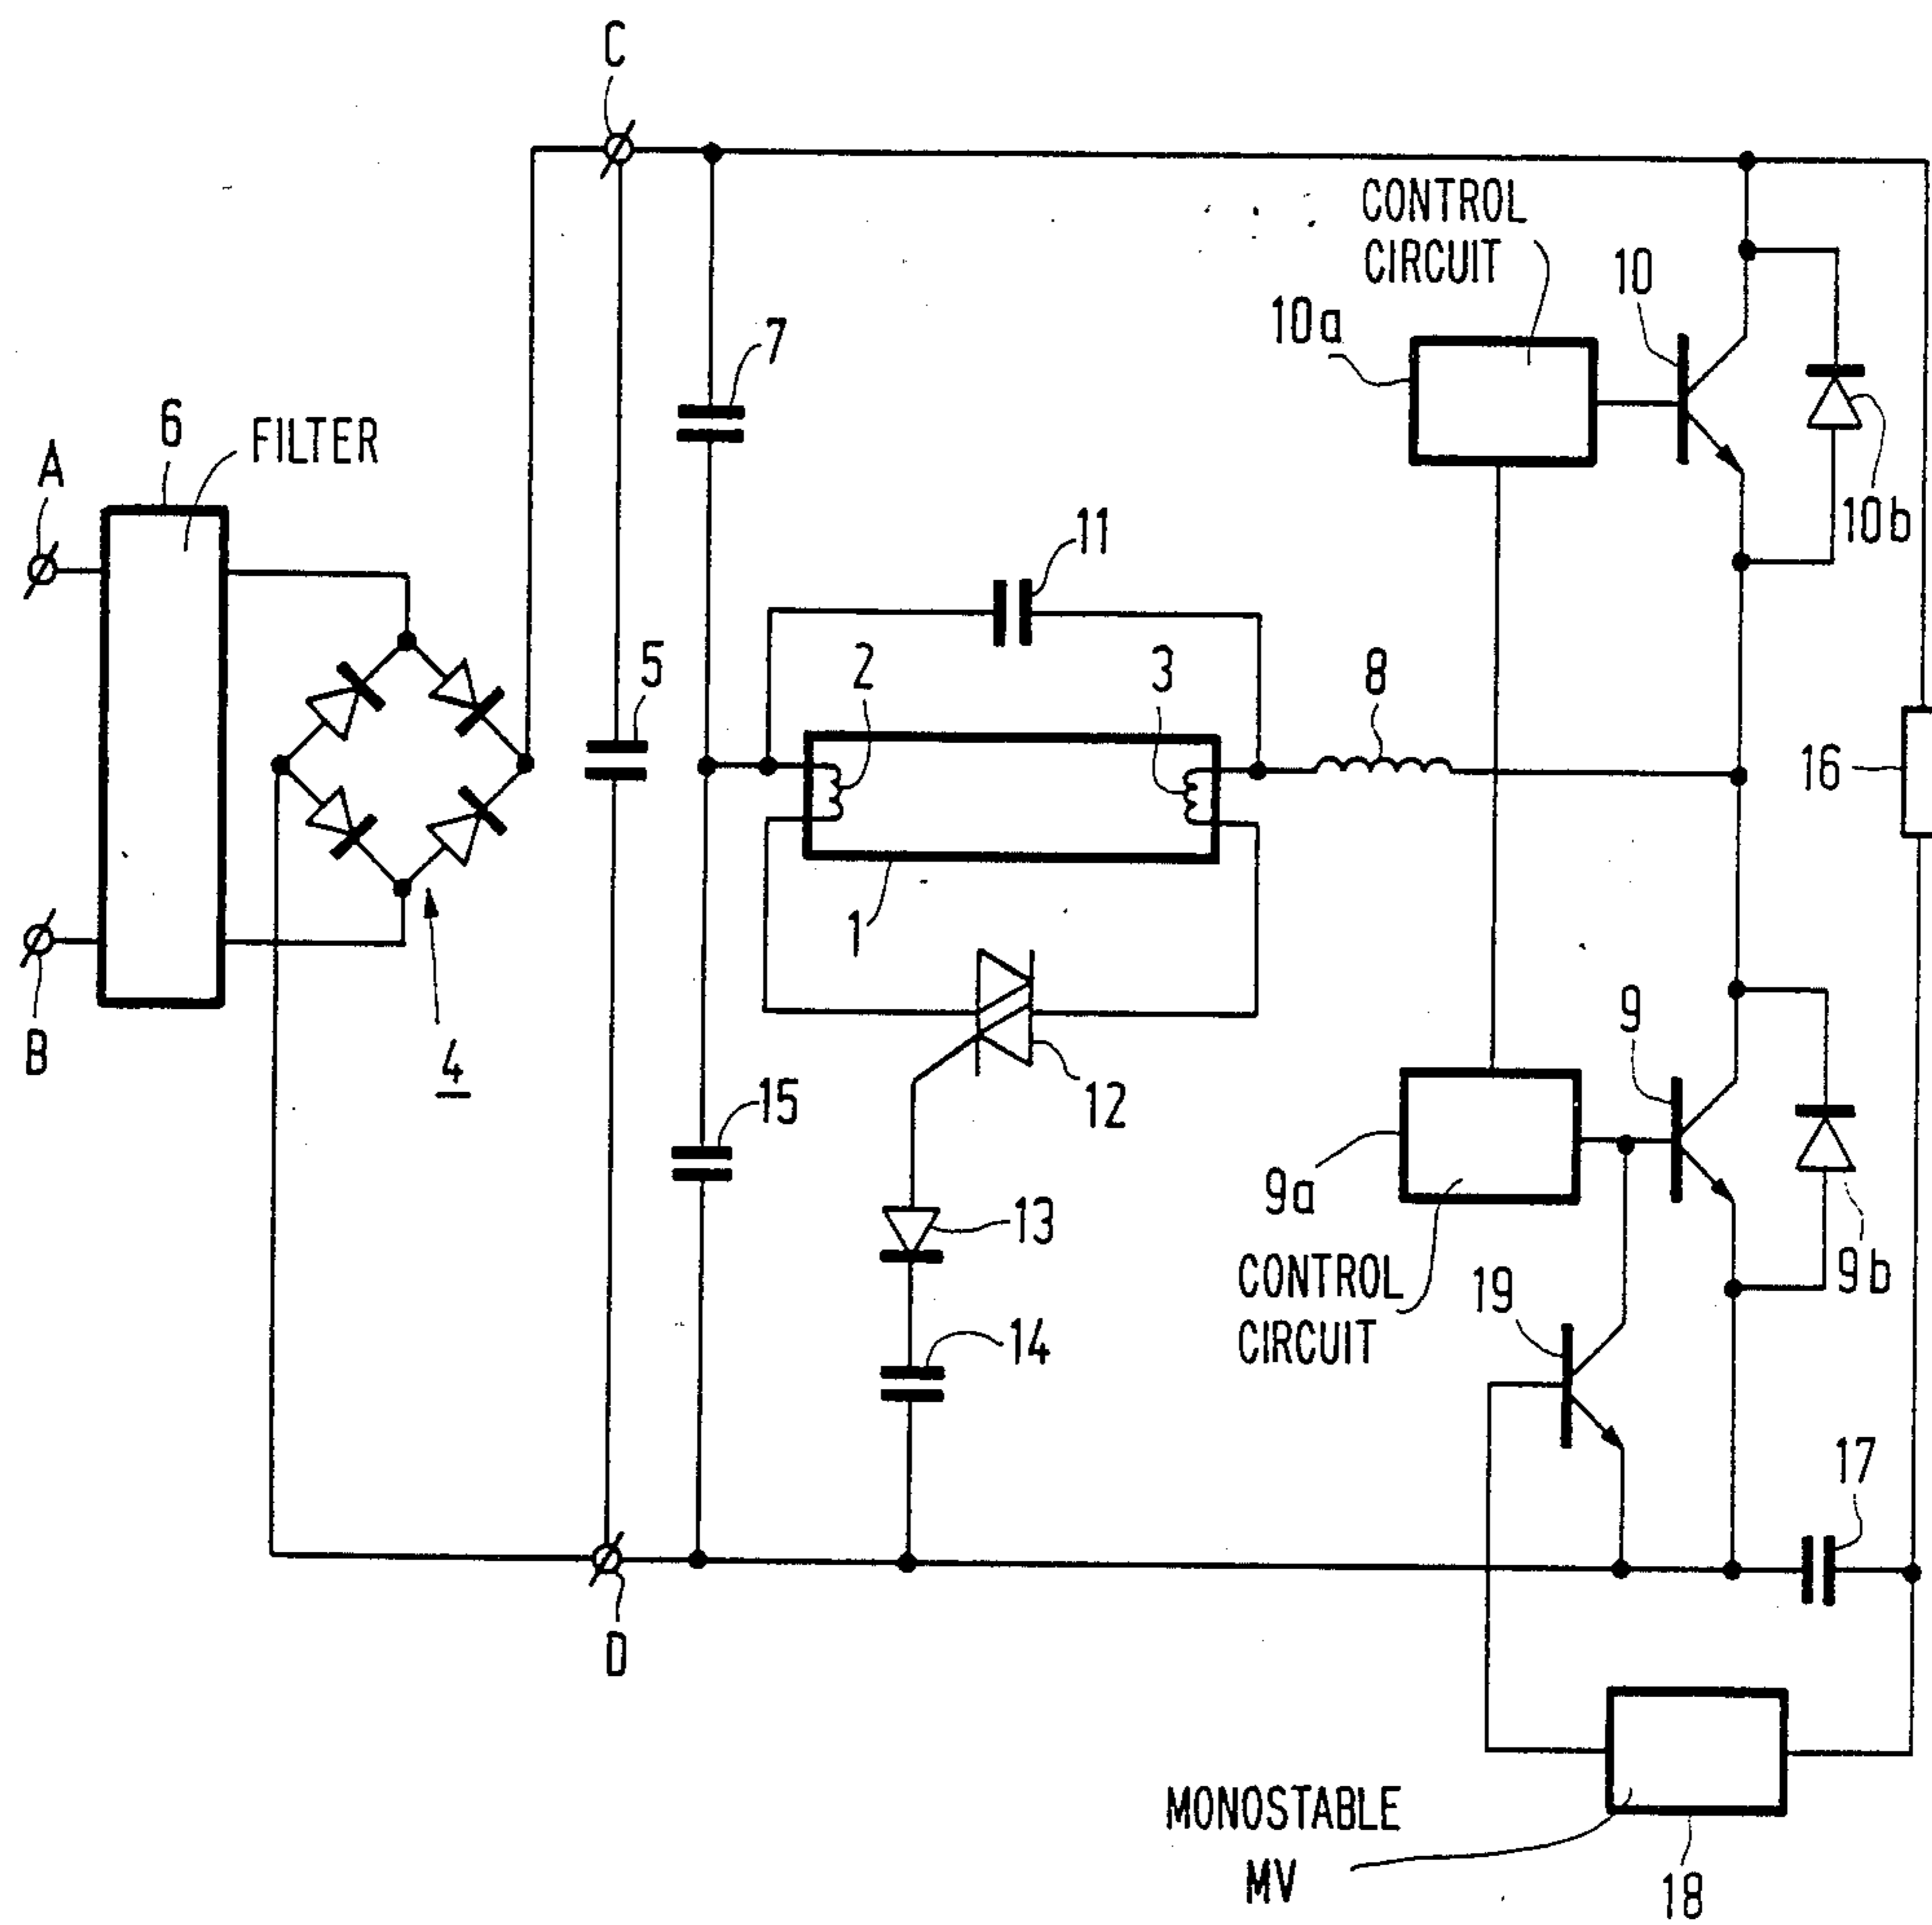 C
CONTROL
CIRCUIT
10
10a
7
6
FILTER
A
10b
11
5
2
3
8
16
1
B
4
9
15
12
9a
13
CONTROL
CIRCUIT
19
9b
14
17
D
MONOSTABLE
MV
18